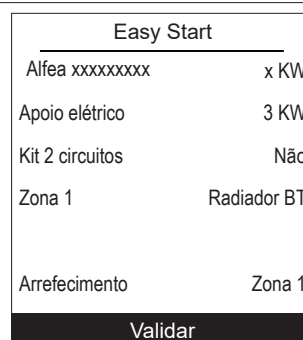 Easy Start
Alfea xxxxxxxxx x KW
Apoio elétrico 3 KW
Kit 2 circuitos Não
Zona 1 Radiador BT
Arrefecimento Zona 1
Validar